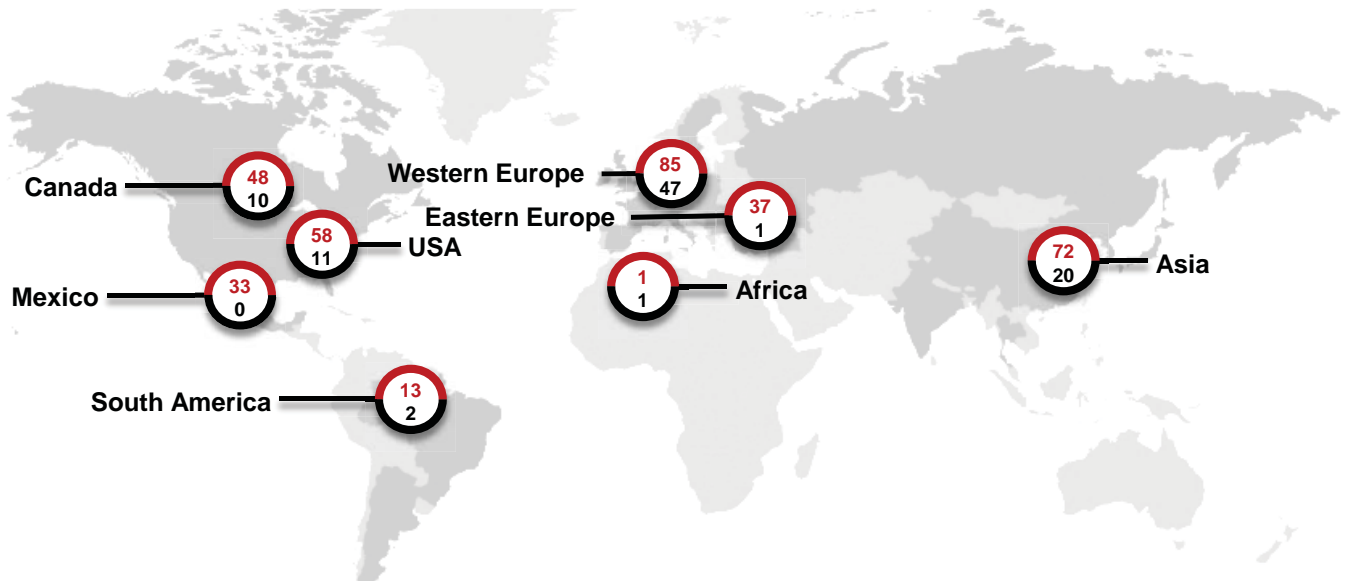 Canada
48
10
58
11
USA
Mexico
33
0
South America
13
2
Western Europe
85
47
Eastern Europe
37
1
1
1
Africa
72
20
Asia